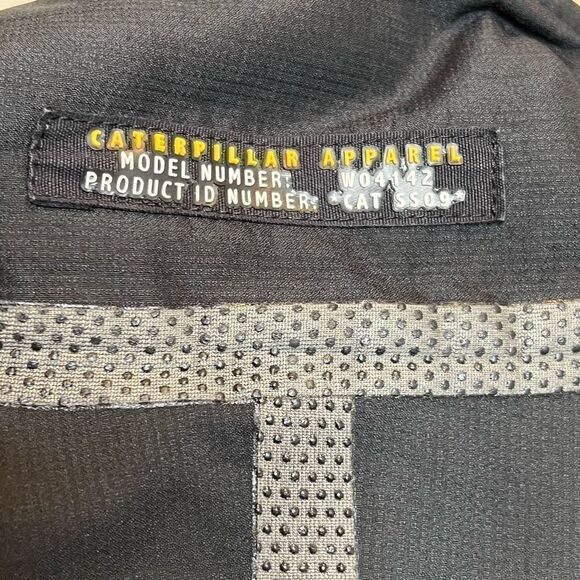 CATERPILLAR APPAREL
MODEL NUMBER: W04142
PRODUCT ID NUMBER: *CAT SS09*